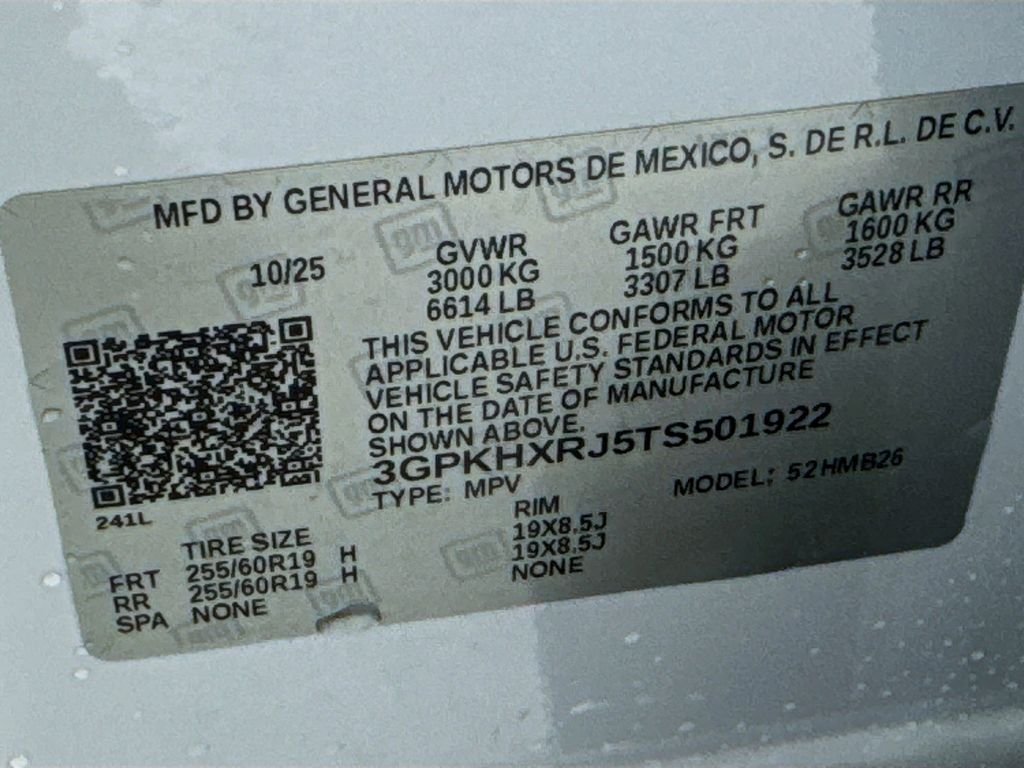 MFD BY GENERAL MOTORS DE MEXICO, S. DE R.L. DE C.V.
10/25 GVWR GAWR FRT GAWR RR
3000 KG 1500 KG 1600 KG
6614 LB 3307 LB 3528 LB
THIS VEHICLE CONFORMS TO ALL
APPLICABLE U.S. FEDERAL MOTOR
VEHICLE SAFETY STANDARDS IN EFFECT
ON THE DATE OF MANUFACTURE
SHOWN ABOVE.
3GPKHXRJ5TS501922
TYPE: MPV MODEL: 52HMB26
241L
TIRE SIZE RIM
FRT 255/60R19 H 19X8.5J
RR 255/60R19 H 19X8.5J
SPA NONE NONE